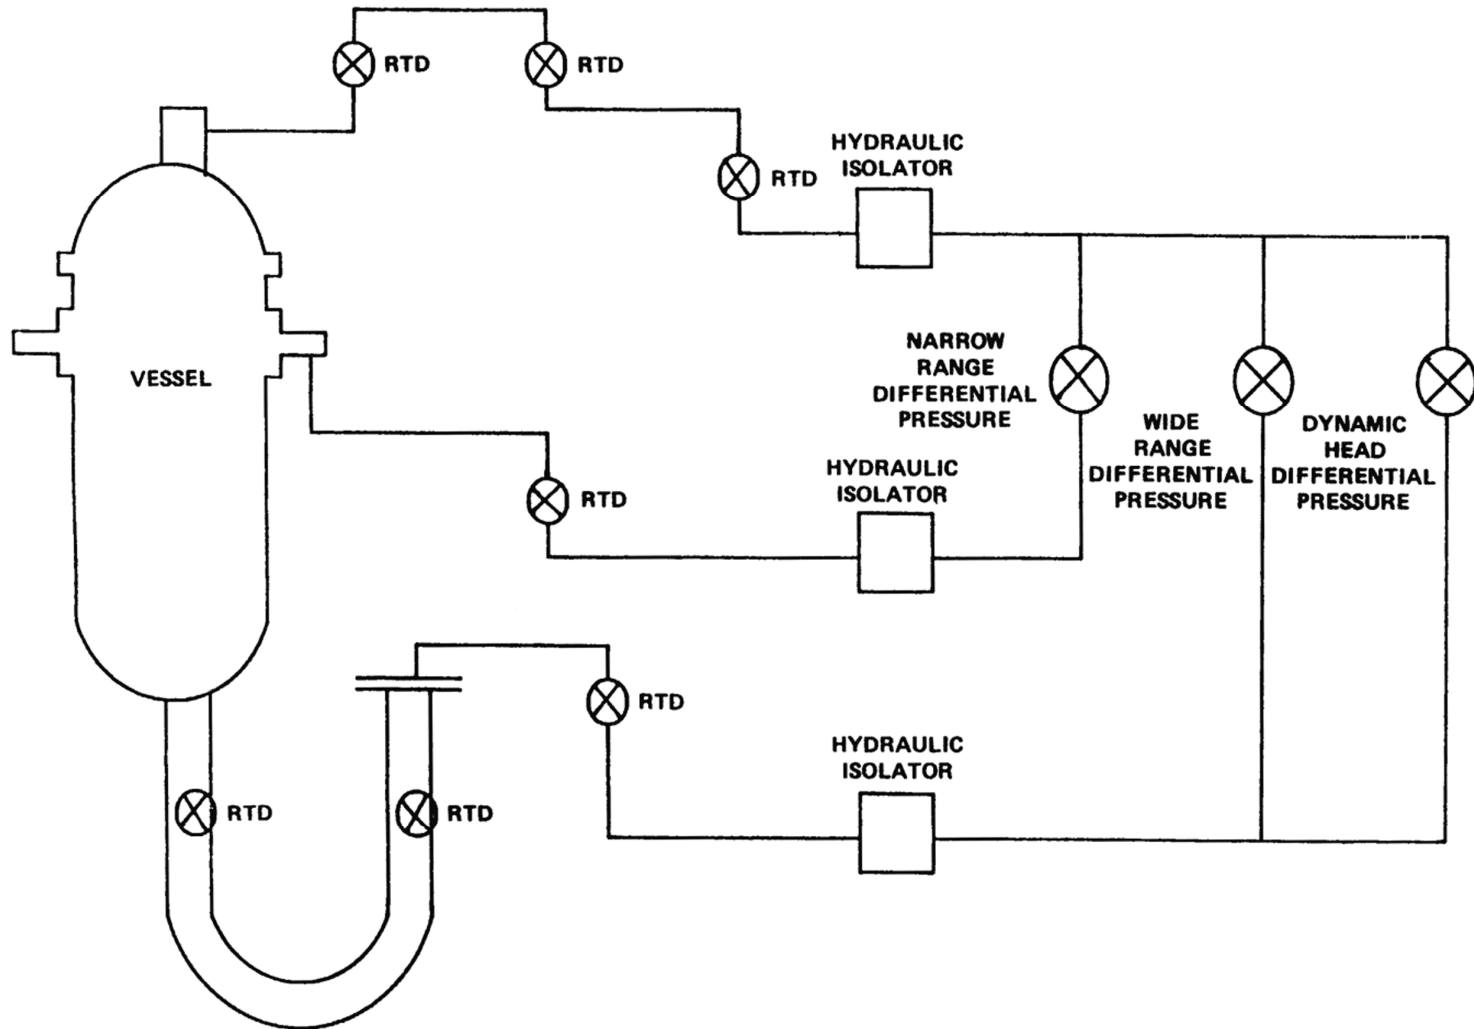 RTD
RTD
HYDRAULIC
ISOLATOR
RTD
VESSEL
NARROW
RANGE
DIFFERENTIAL
PRESSURE
WIDE
RANGE
DIFFERENTIAL
PRESSURE
DYNAMIC
HEAD
DIFFERENTIAL
PRESSURE
HYDRAULIC
ISOLATOR
RTD
RTD
HYDRAULIC
ISOLATOR
RTD
RTD